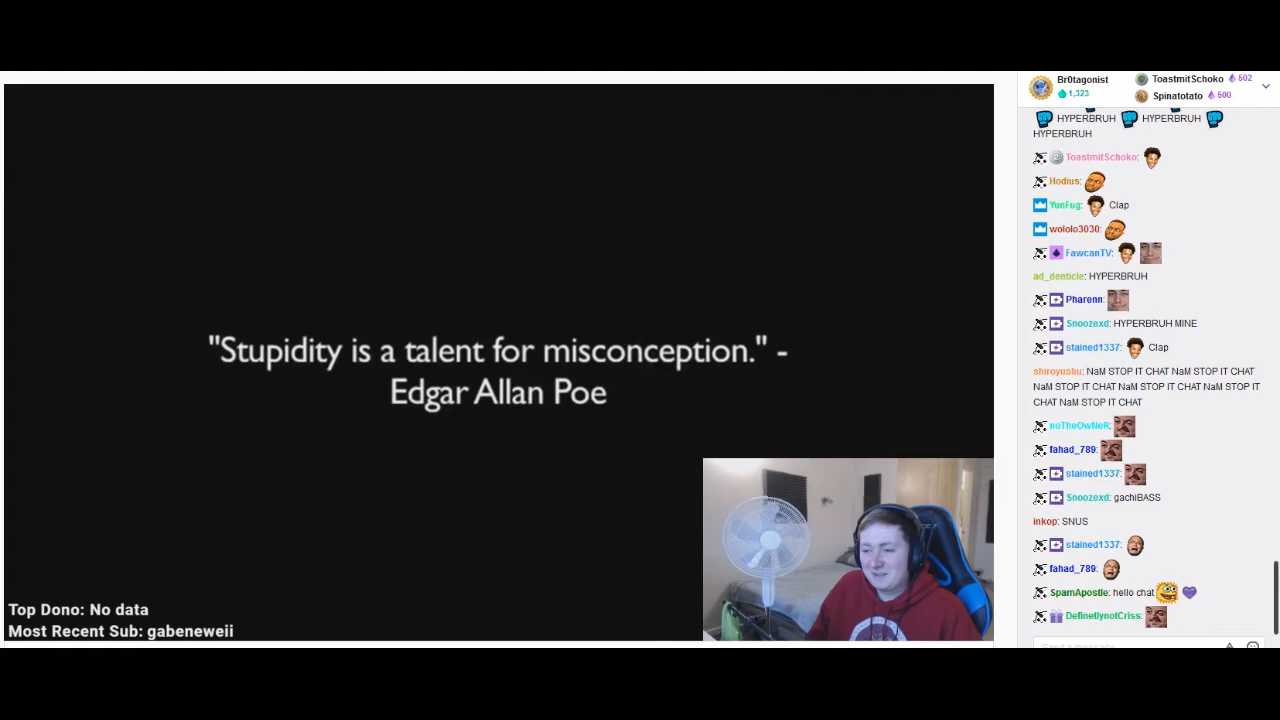 "Stupidity is a talent for misconception." -
Edgar Allan Poe
Top Dono: No data
Most Recent Sub: gabeneweii
Br0tagonist
1,323
ToastmitSchoko 502
Spinatotato 500
HYPERBRUH HYPERBRUH
HYPERBRUH
ToastmitSchoko:
Hodius:
YunFug: Clap
wololo3030:
FawcanTV:
ad_denticle: HYPERBRUH
Pharenn:
Snoozexd: HYPERBRUH MINE
stained1337: Clap
shiroyushu: NaM STOP IT CHAT NaM STOP IT CHAT
NaM STOP IT CHAT NaM STOP IT CHAT NaM STOP IT
CHAT NaM STOP IT CHAT
noTheOwNeR:
fahad_789:
stained1337:
Snoozexd: gachiBASS
inkop: SNUS
stained1337:
fahad_789:
SpamApostle: hello chat
DefinetlynotCriss:
Send a message